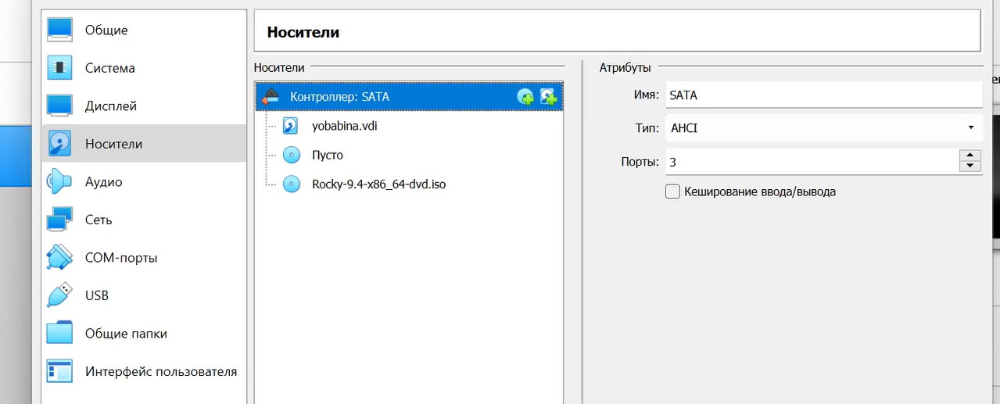 Общие
Система
Дисплей
Носители
Аудио
Сеть
COM-порты
USB
Общие папки
Интерфейс пользователя
Носители
Носители
Контроллер: SATA
yobabina.vdi
Пусто
Rocky-9.4-x86_64-dvd.iso
Атрибуты
Имя: SATA
Тип: AHCI
Порты: 3
Кеширование ввода/вывода